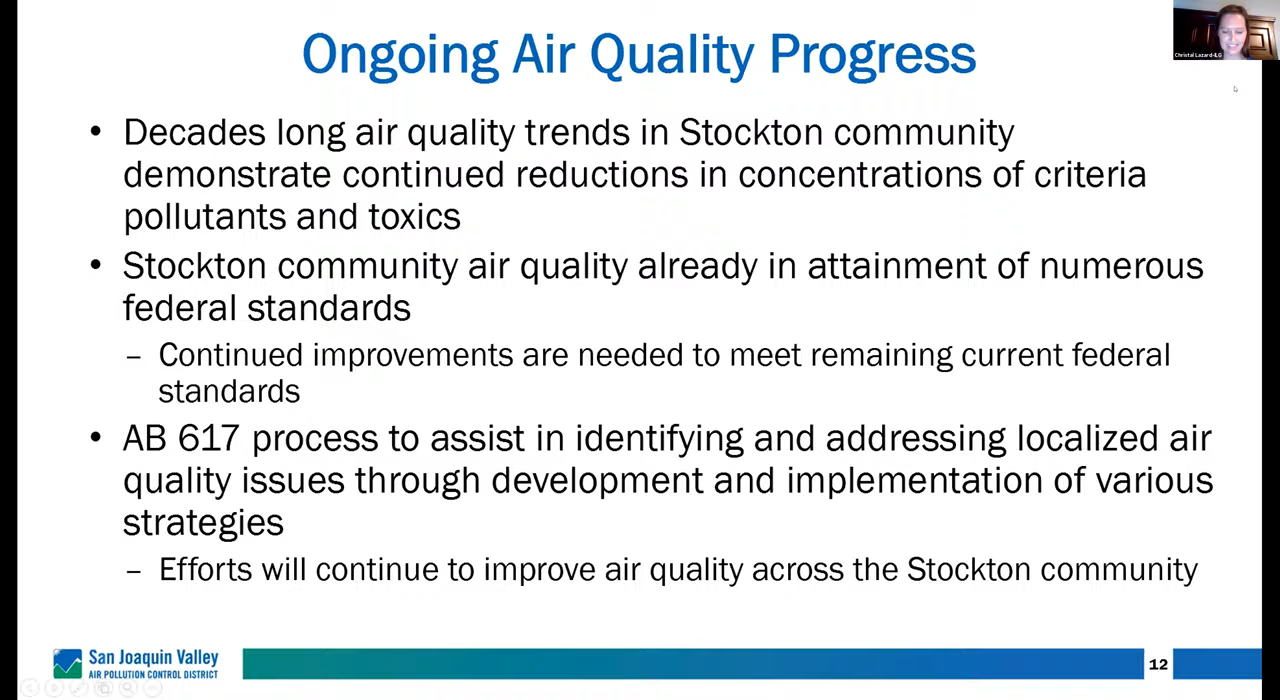 Ongoing Air Quality Progress
Christal Lazard-ILG
• Decades long air quality trends in Stockton community
demonstrate continued reductions in concentrations of criteria
pollutants and toxics
• Stockton community air quality already in attainment of numerous
federal standards
– Continued improvements are needed to meet remaining current federal
standards
• AB 617 process to assist in identifying and addressing localized air
quality issues through development and implementation of various
strategies
– Efforts will continue to improve air quality across the Stockton community
San Joaquin Valley
AIR POLLUTION CONTROL DISTRICT
12